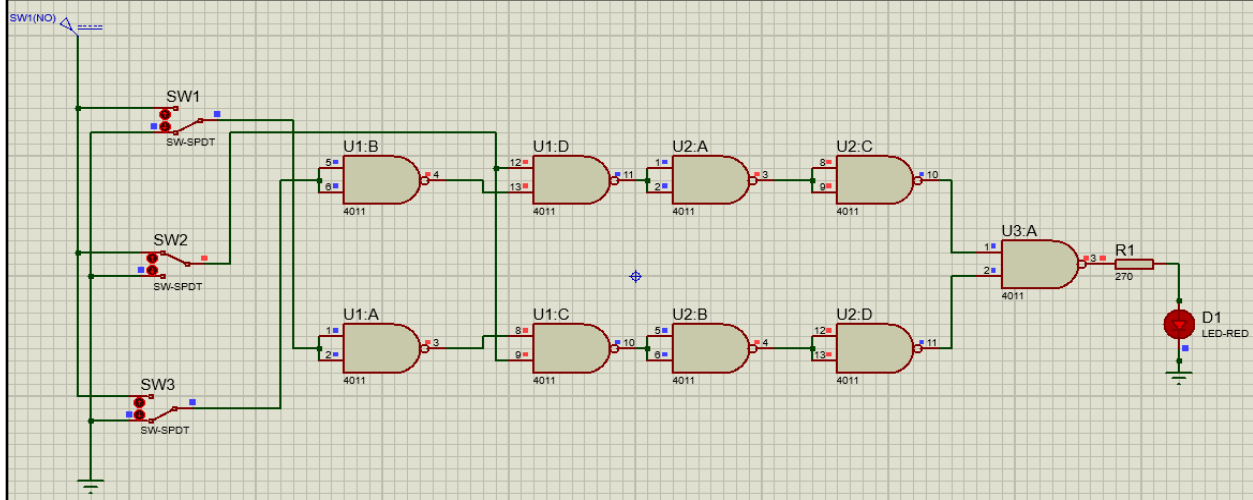 SW1(NO)
SW1
SW-SPDT
SW2
SW-SPDT
SW3
SW-SPDT
U1:B
5
6
4
4011
U1:D
12
13
11
4011
U2:A
1
2
3
4011
U2:C
8
9
10
4011
U1:A
1
2
3
4011
U1:C
8
9
10
4011
U2:B
5
6
4
4011
U2:D
12
13
11
4011
U3:A
1
2
3
4011
R1
270
D1
LED-RED